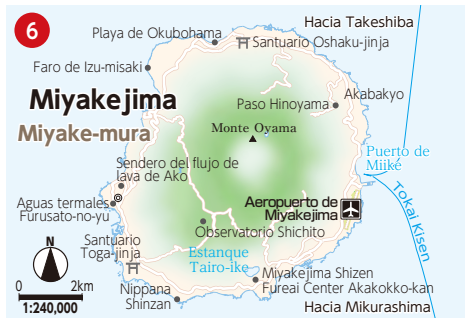 6
Hacia Takeshiba
Playa de Okubohama
Santuario Oshaku-jinja
Faro de Izu-misaki
Miyakejima
Miyake-mura
Akabakyo
Paso Hinoyama
Monte Oyama
Puerto de
Miike
Sendero del flujo de
lava de Ako
Aguas termales
Furusato-no-yu
Aeropuerto de
Miyakejima
Tokai Kisen
Observatorio Shichito
Santuario
Toga-jinja
Estanque
Tairo-ike
Miyakejima Shizen
Fureai Center Akakokko-kan
Nippana
Shinzan
Hacia Mikurashima
N
0 2km
1:240,000